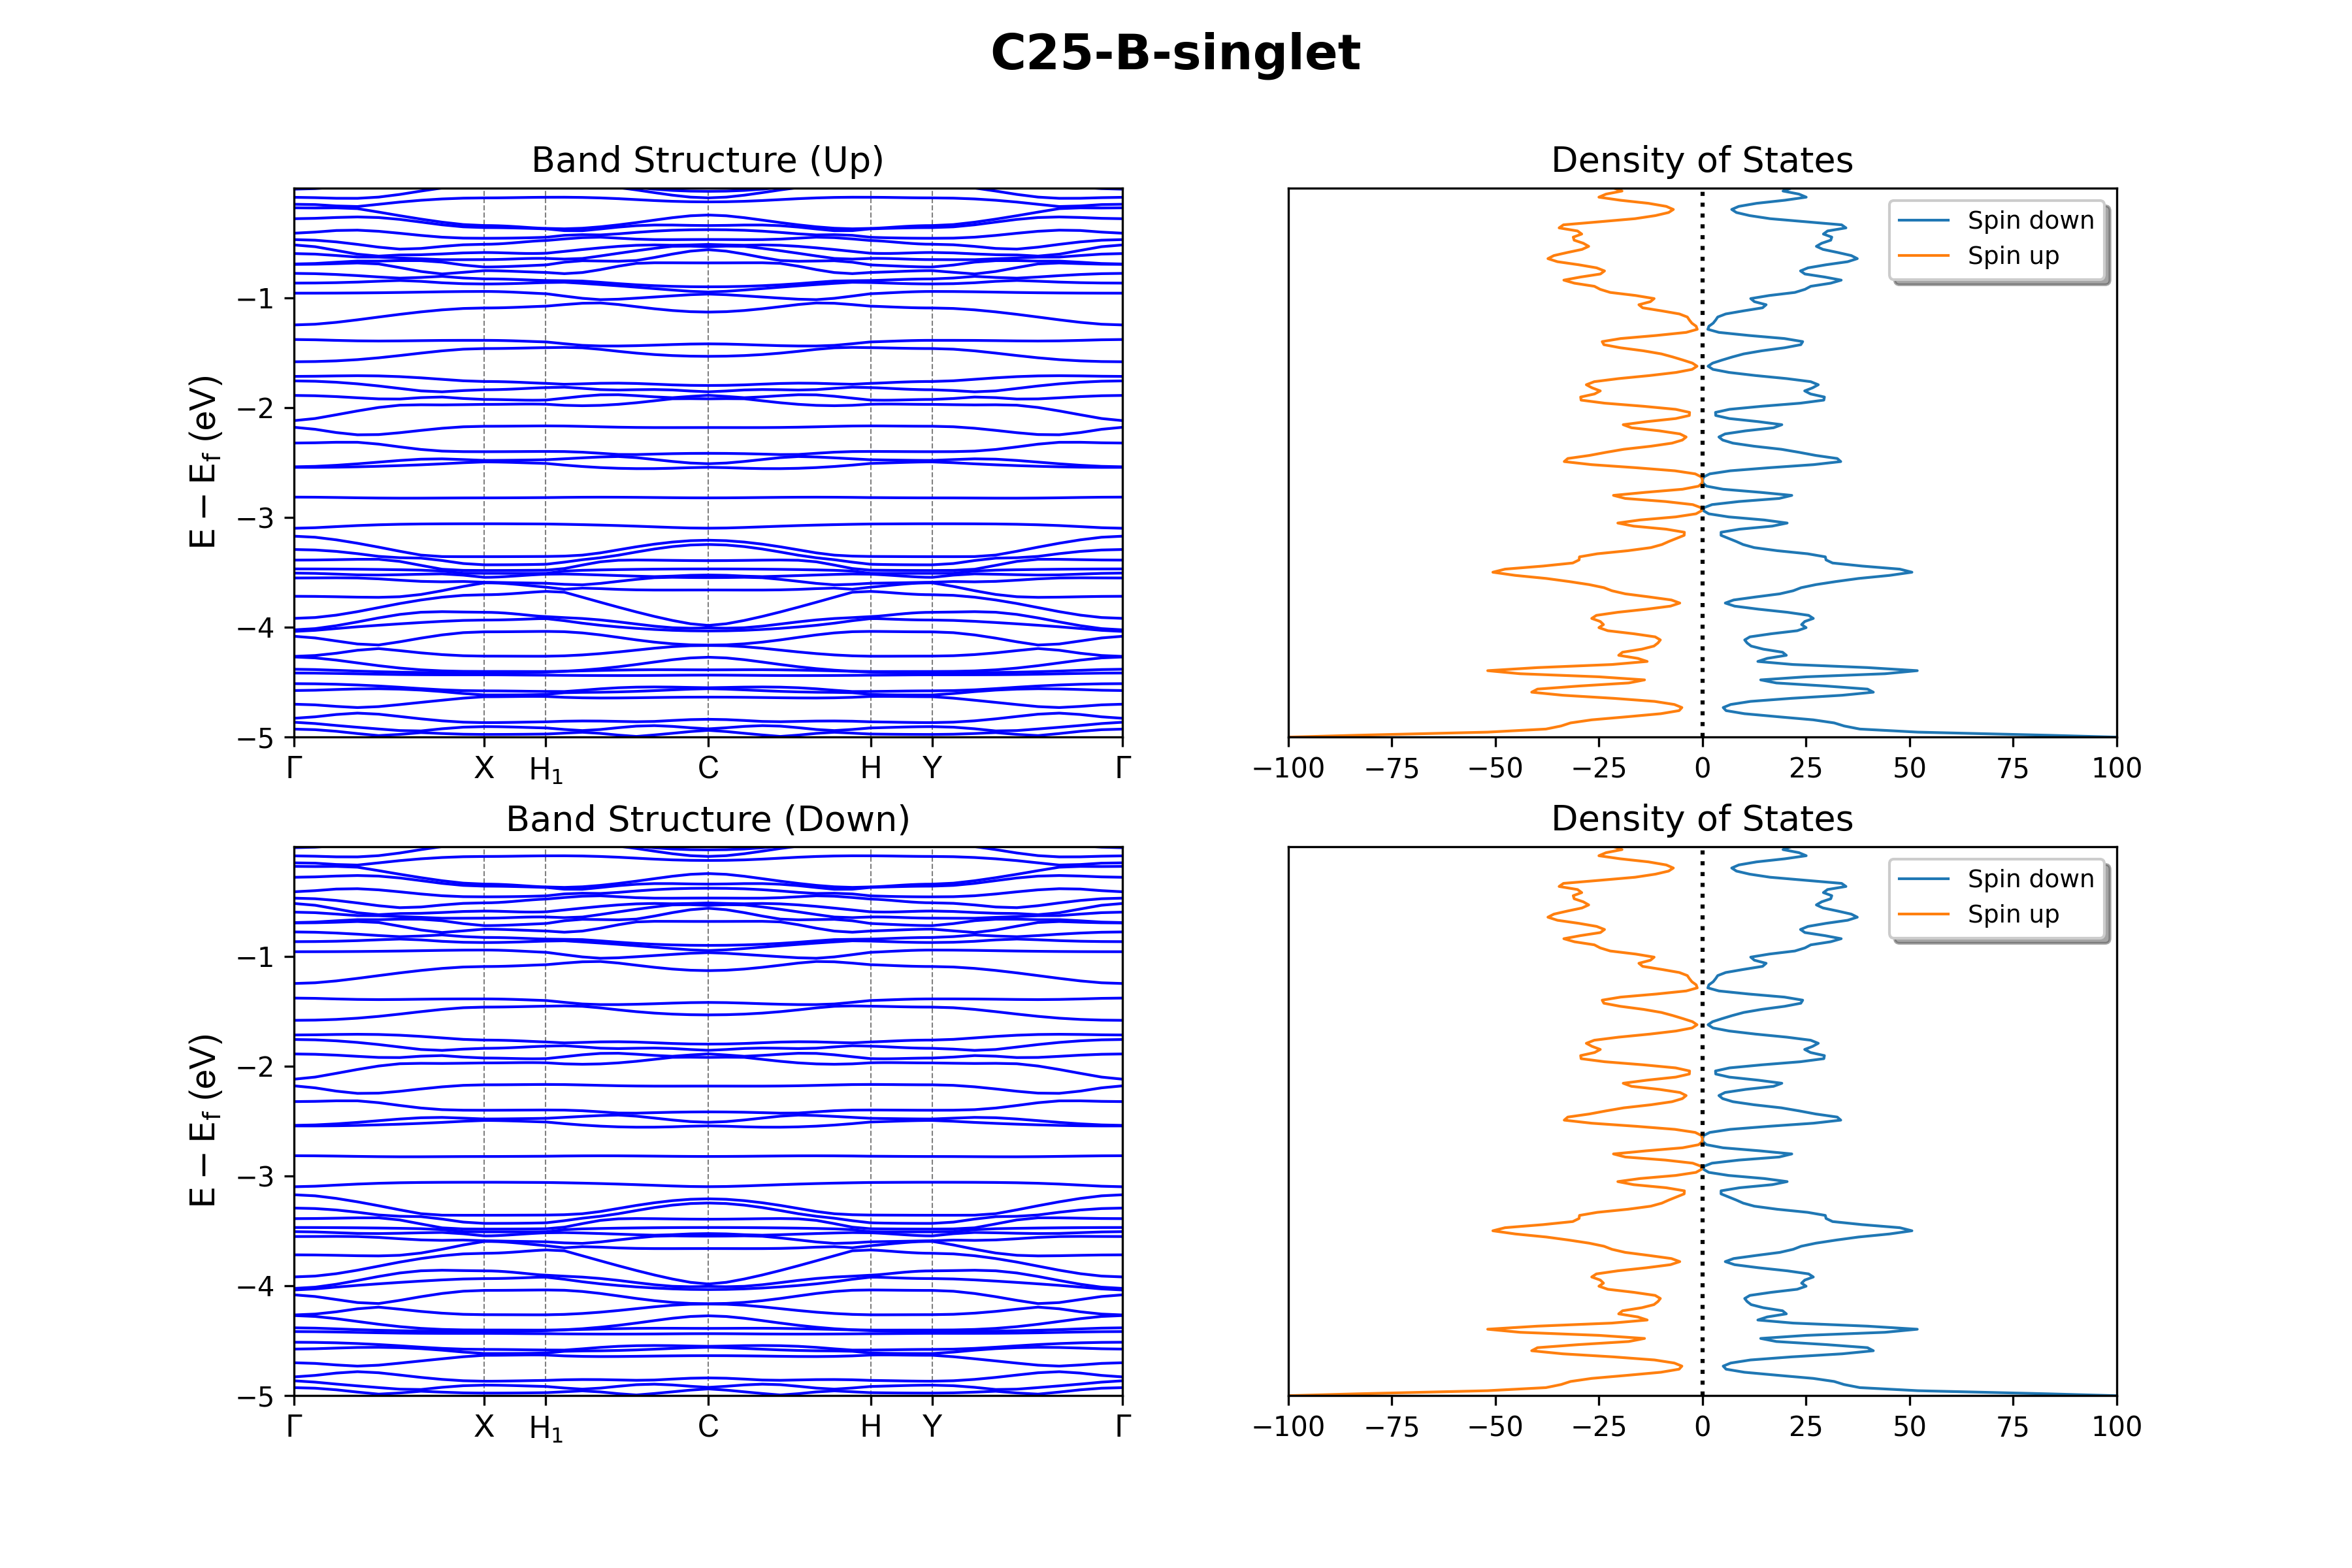 C25-B-singlet
Band Structure (Up)
Density of States
E − E_f (eV)
−1
−2
−3
−4
−5
Γ X H₁ C H Y Γ
Spin down
Spin up
−100 −75 −50 −25 0 25 50 75 100
Band Structure (Down)
Density of States
E − E_f (eV)
−1
−2
−3
−4
−5
Γ X H₁ C H Y Γ
Spin down
Spin up
−100 −75 −50 −25 0 25 50 75 100